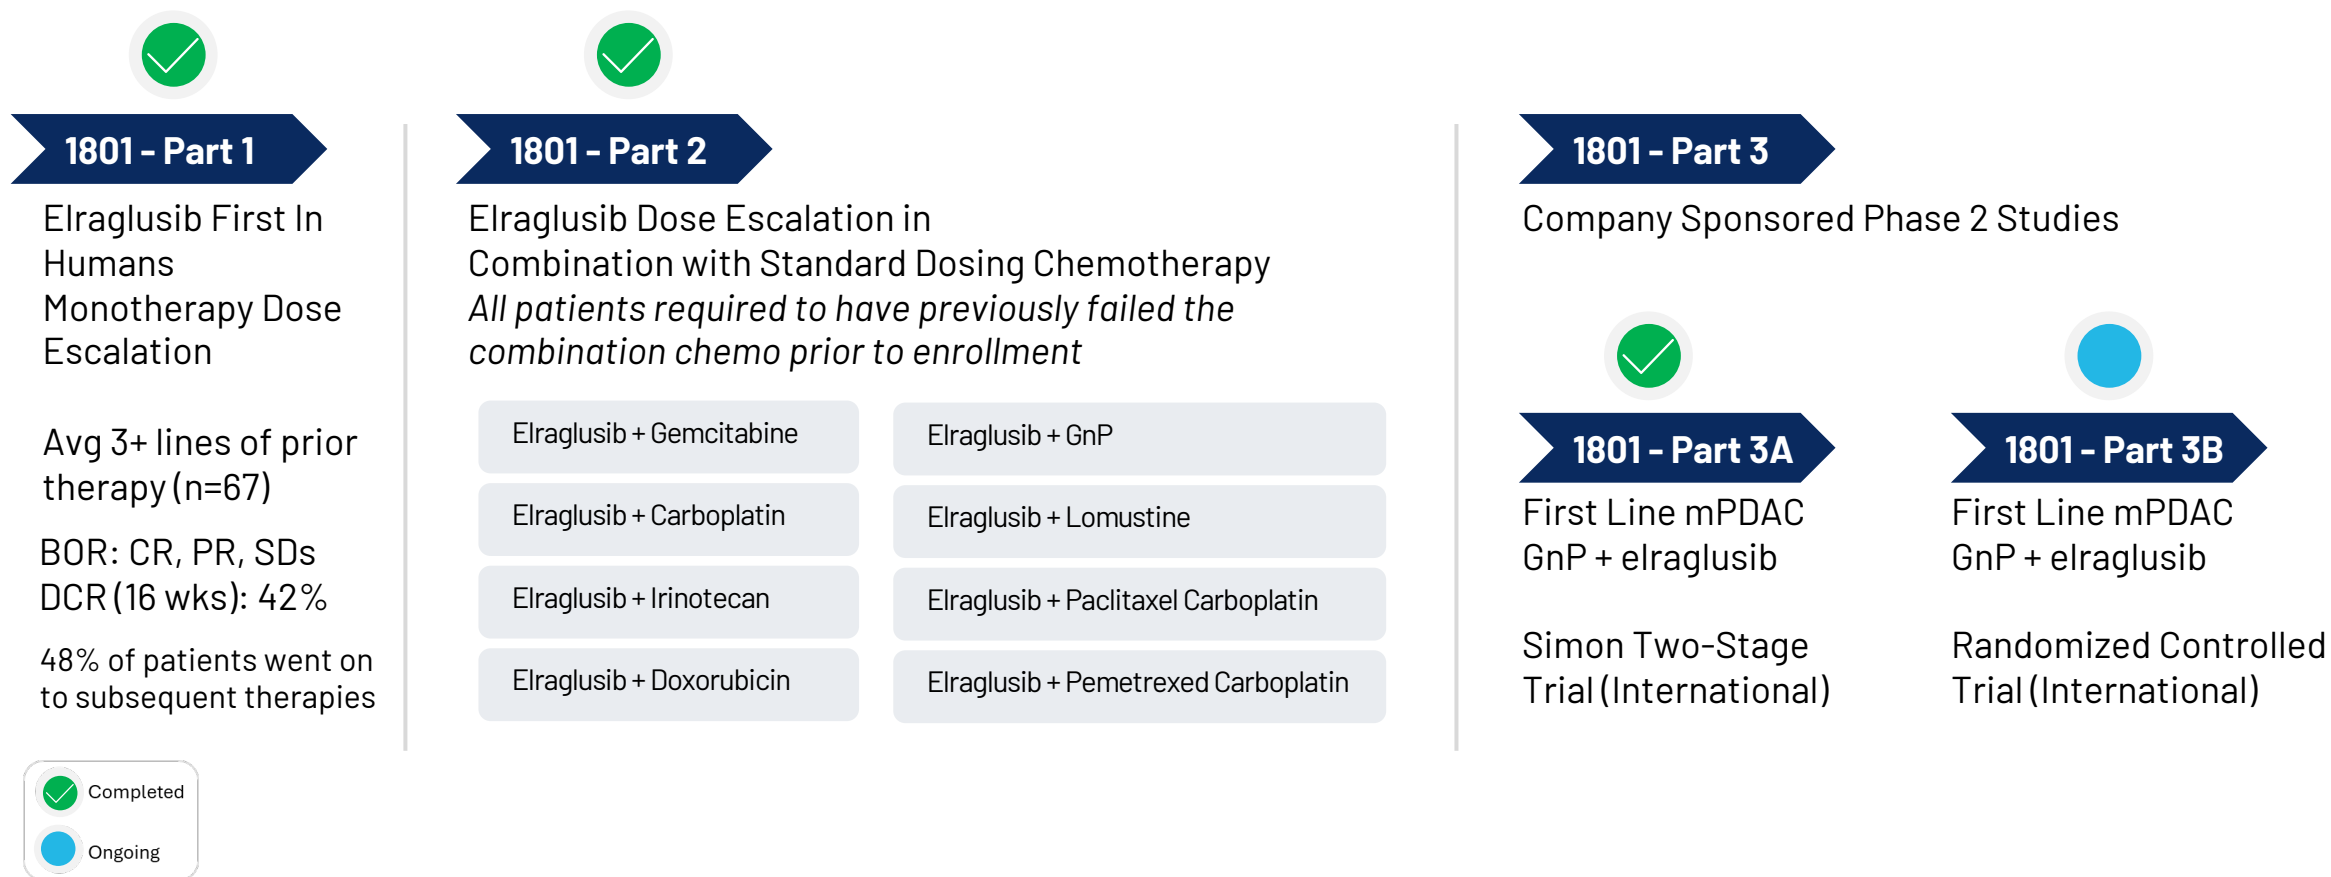 1801 - Part 1
Elraglusib First In
Humans
Monotherapy Dose
Escalation
Avg 3+ lines of prior
therapy (n=67)
BOR: CR, PR, SDs
DCR (16 wks): 42%
48% of patients went on
to subsequent therapies
1801 - Part 2
Elraglusib Dose Escalation in
Combination with Standard Dosing Chemotherapy
All patients required to have previously failed the
combination chemo prior to enrollment
Elraglusib + Gemcitabine
Elraglusib + Carboplatin
Elraglusib + Irinotecan
Elraglusib + Doxorubicin
Elraglusib + GnP
Elraglusib + Lomustine
Elraglusib + Paclitaxel Carboplatin
Elraglusib + Pemetrexed Carboplatin
1801 - Part 3
Company Sponsored Phase 2 Studies
1801 - Part 3A
First Line mPDAC
GnP + elraglusib
Simon Two-Stage
Trial (International)
1801 - Part 3B
First Line mPDAC
GnP + elraglusib
Randomized Controlled
Trial (International)
Completed
Ongoing